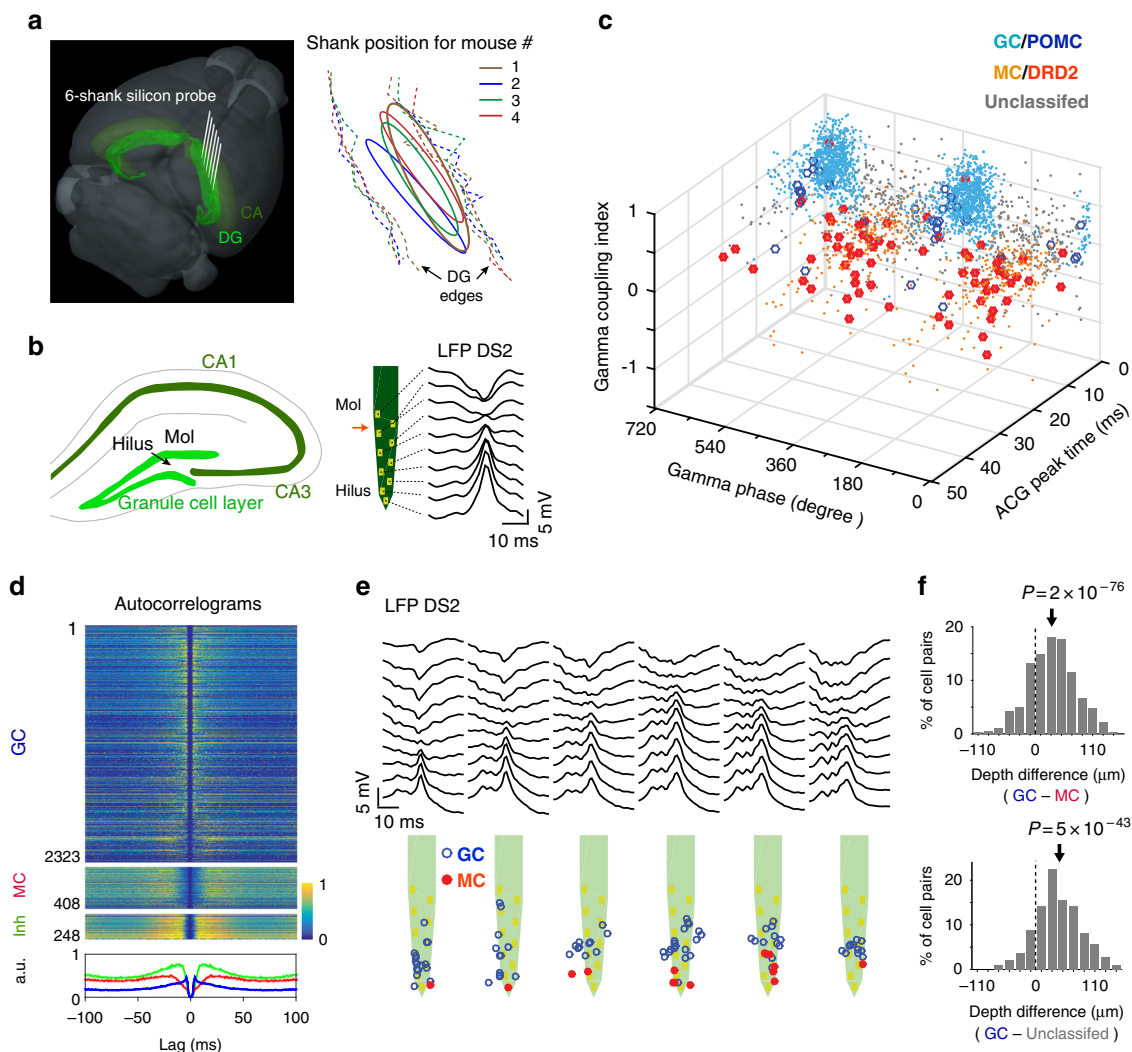 a
6-shank silicon probe
CA
DG
Shank position for mouse #
1
2
3
4
DG
edges
b
CA1
Mol
Hilus
CA3
Granule cell layer
LFP DS2
Mol
Hilus
5 mV
10 ms
c
GC/POMC
MC/DRD2
Unclassifed
Gamma coupling index
1
0
-1
720
540
360
180
0
Gamma phase (degree )
50
40
30
20
10
0
ACG peak time (ms)
d
Autocorrelograms
1
GC
2323
MC
408
Inh
248
1
0
a.u.
1
0
−100
−50
0
50
100
Lag (ms)
e
LFP DS2
5 mV
10 ms
GC
MC
f
P = 2 × 10−76
% of cell pairs
20
10
0
−110
0
110
Depth difference (μm)
( GC – MC )
P = 5 × 10−43
% of cell pairs
20
10
0
−110
0
110
Depth difference (μm)
( GC – Unclassifed )